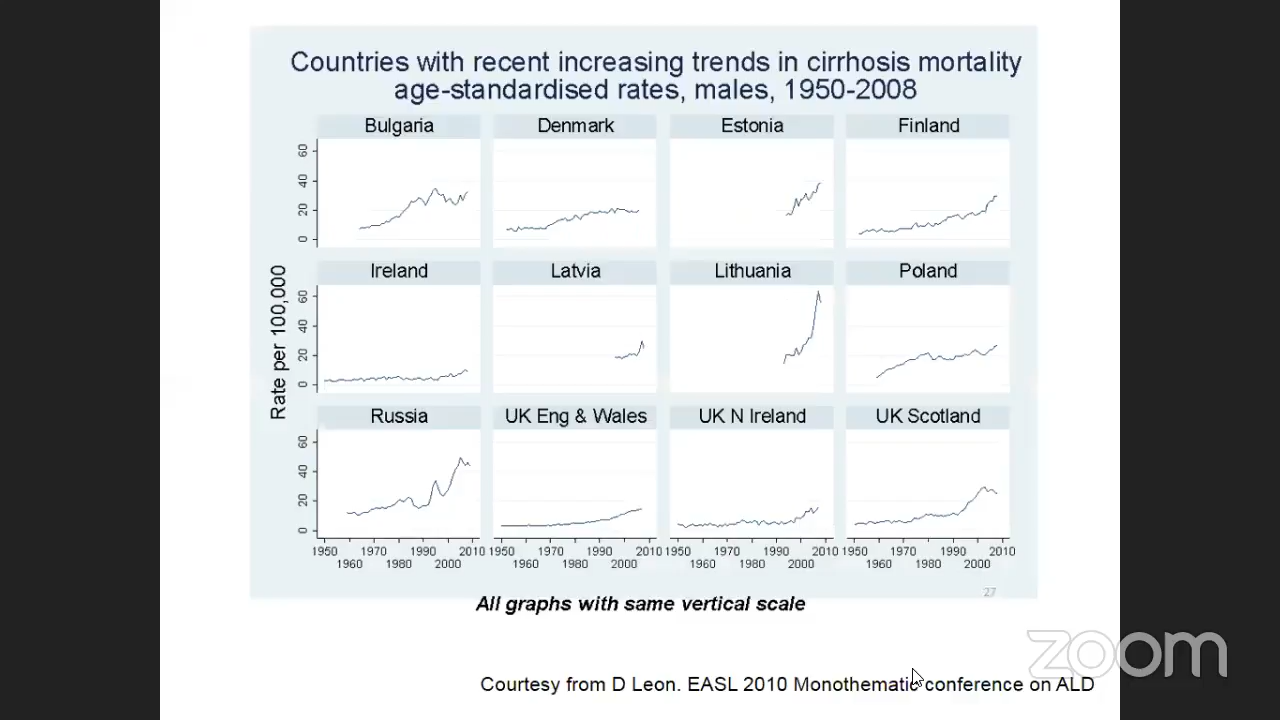 Countries with recent increasing trends in cirrhosis mortality
age-standardised rates, males, 1950-2008
Bulgaria Denmark Estonia Finland
60
40
20
0
Ireland Latvia Lithuania Poland
60
40
20
0
Rate per 100,000
Russia UK Eng & Wales UK N Ireland UK Scotland
60
40
20
0
1950 1970 1990 2010 1950 1970 1990 2010 1950 1970 1990 2010 1950 1970 1990 2010
1960 1980 2000 1960 1980 2000 1960 1980 2000 1960 1980 2000
27
All graphs with same vertical scale
zoom
Courtesy from D Leon. EASL 2010 Monothematic conference on ALD